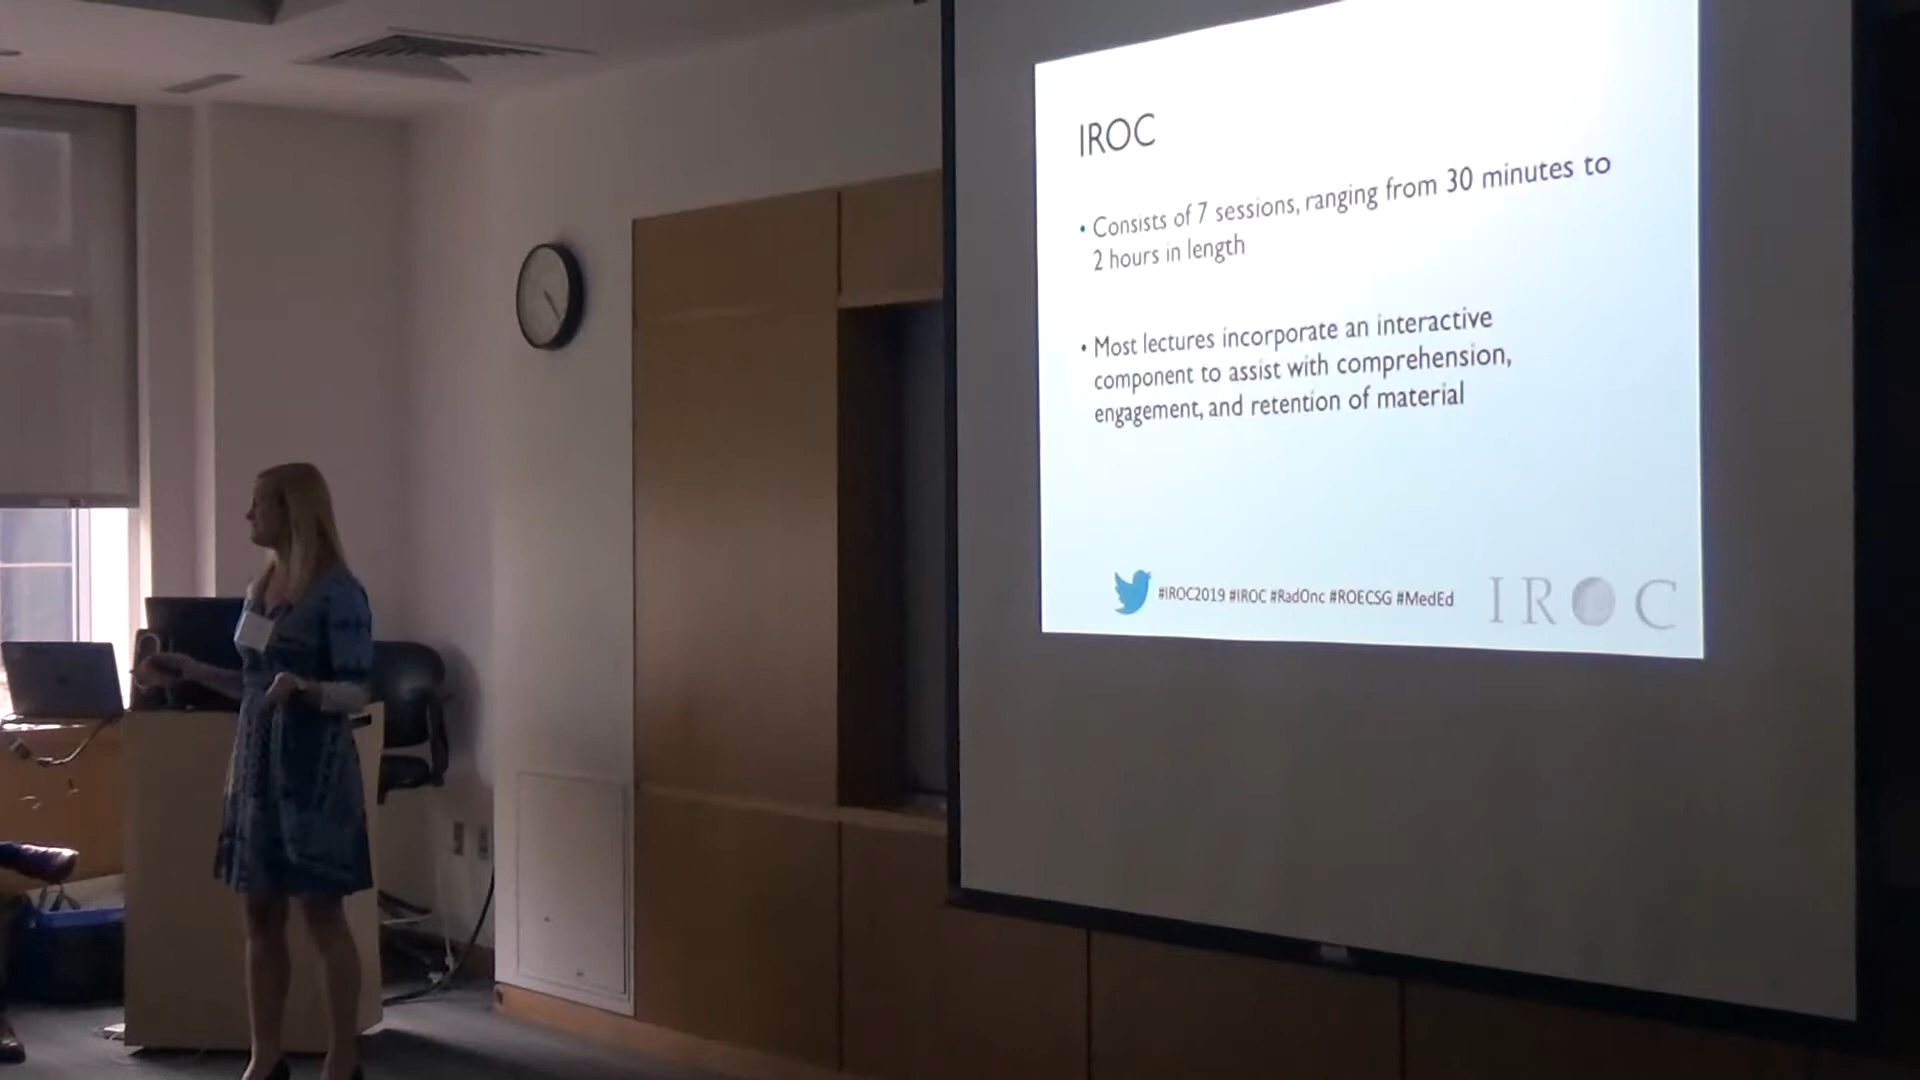 IROC
• Consists of 7 sessions, ranging from 30 minutes to
2 hours in length
• Most lectures incorporate an interactive
component to assist with comprehension,
engagement, and retention of material
#IROC2019 #IROC #RadOnc #ROECSG #MedEd
IROC